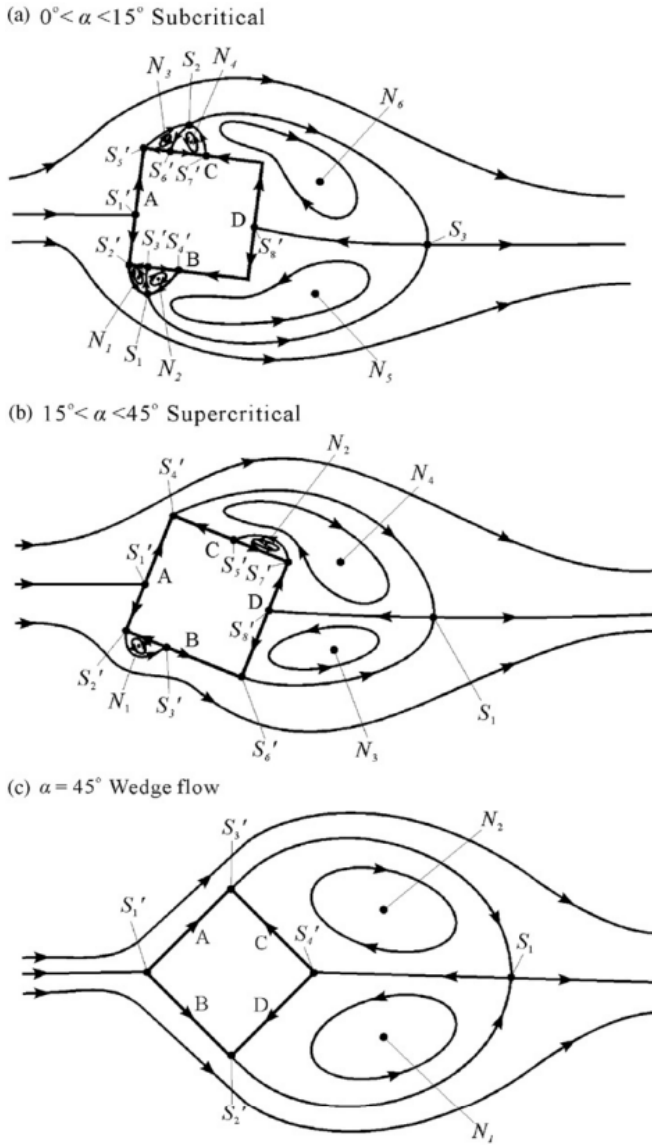 (a) 0°< α <15° Subcritical
N₃ S₂ N₄
N₆
S₅′ S₆′ S₇′ C
S₁′ A
D
S₈′
S₃
S₂′ S₃′ S₄′ B
N₁ S₁ N₂
N₅
(b) 15°< α <45° Supercritical
S₄′ N₂ N₄
C S₅′ S₇′
S₁′ A
D
S₈′
B
S₂′ N₁ S₃′
S₆′ N₃ S₁
(c) α = 45° Wedge flow
S₃′ N₂
S₁′ A C S₄′ S₁
B D
S₂′ N₁